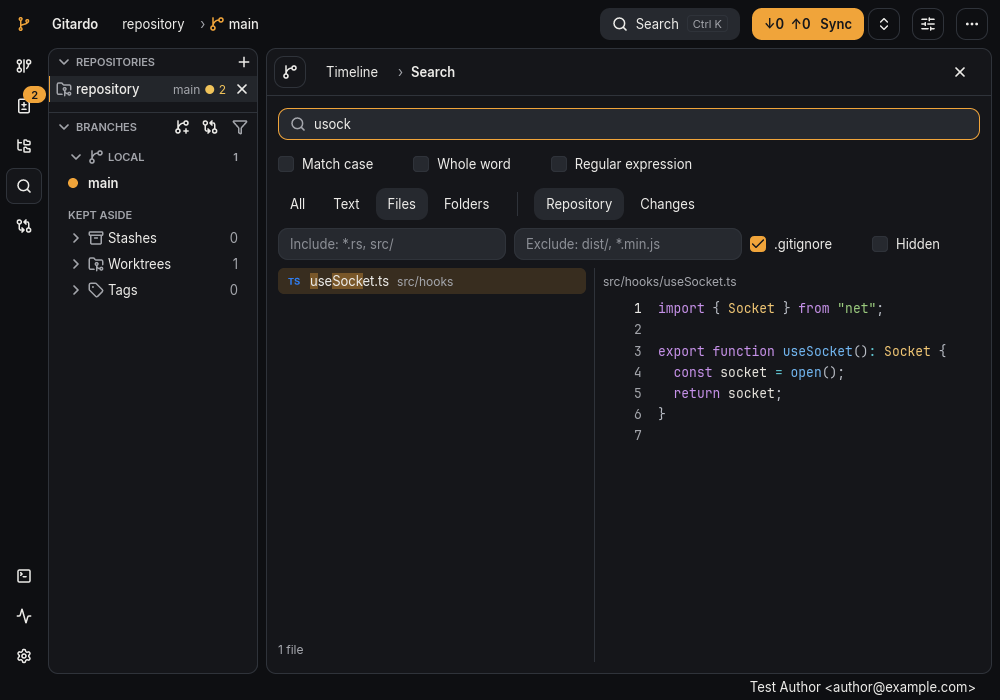 Gitardo repository › main Search Ctrl K ↓0 ↑0 Sync
REPOSITORIES
repository main 2
2
BRANCHES
LOCAL 1
main
KEPT ASIDE
Stashes 0
Worktrees 1
Tags 0
Timeline › Search
usock
Match case Whole word Regular expression
All Text Files Folders Repository Changes
Include: *.rs, src/ Exclude: dist/, *.min.js .gitignore Hidden
TS useSocket.ts src/hooks
1 file
src/hooks/useSocket.ts
1 import { Socket } from "net";
2
3 export function useSocket(): Socket {
4 const socket = open();
5 return socket;
6 }
7
Test Author <author@example.com>